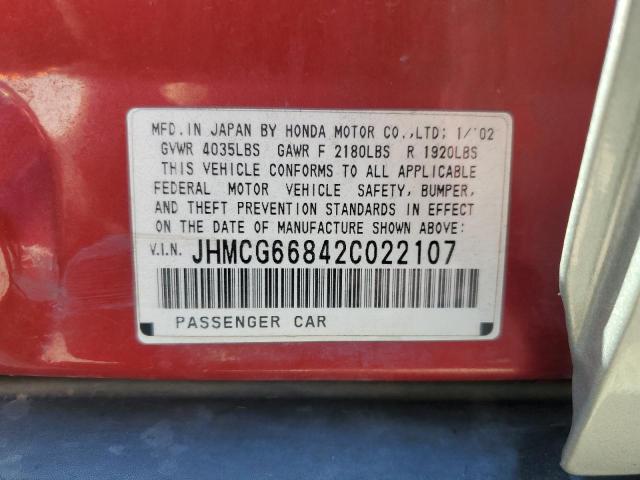 MFD.IN JAPAN BY HONDA MOTOR CO.,LTD; 1/'02
GVWR 4035LBS GAWR F 2180LBS R 1920LBS
THIS VEHICLE CONFORMS TO ALL APPLICABLE
FEDERAL MOTOR VEHICLE SAFETY, BUMPER,
AND THEFT PREVENTION STANDARDS IN EFFECT
ON THE DATE OF MANUFACTURE SHOWN ABOVE.
V.I.N. JHMCG66842C022107
PASSENGER CAR